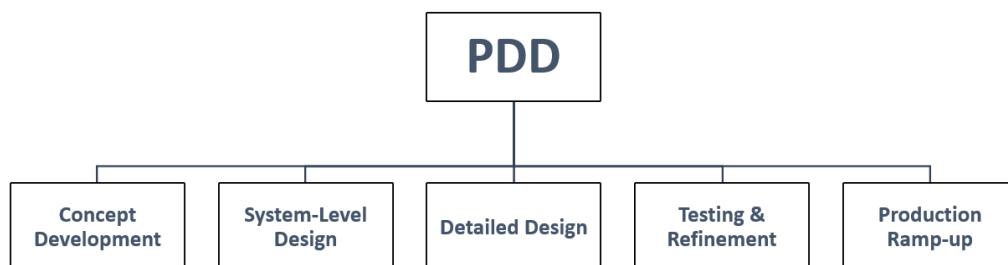 PDD
Concept
Development
System-Level
Design
Detailed Design
Testing &
Refinement
Production
Ramp-up